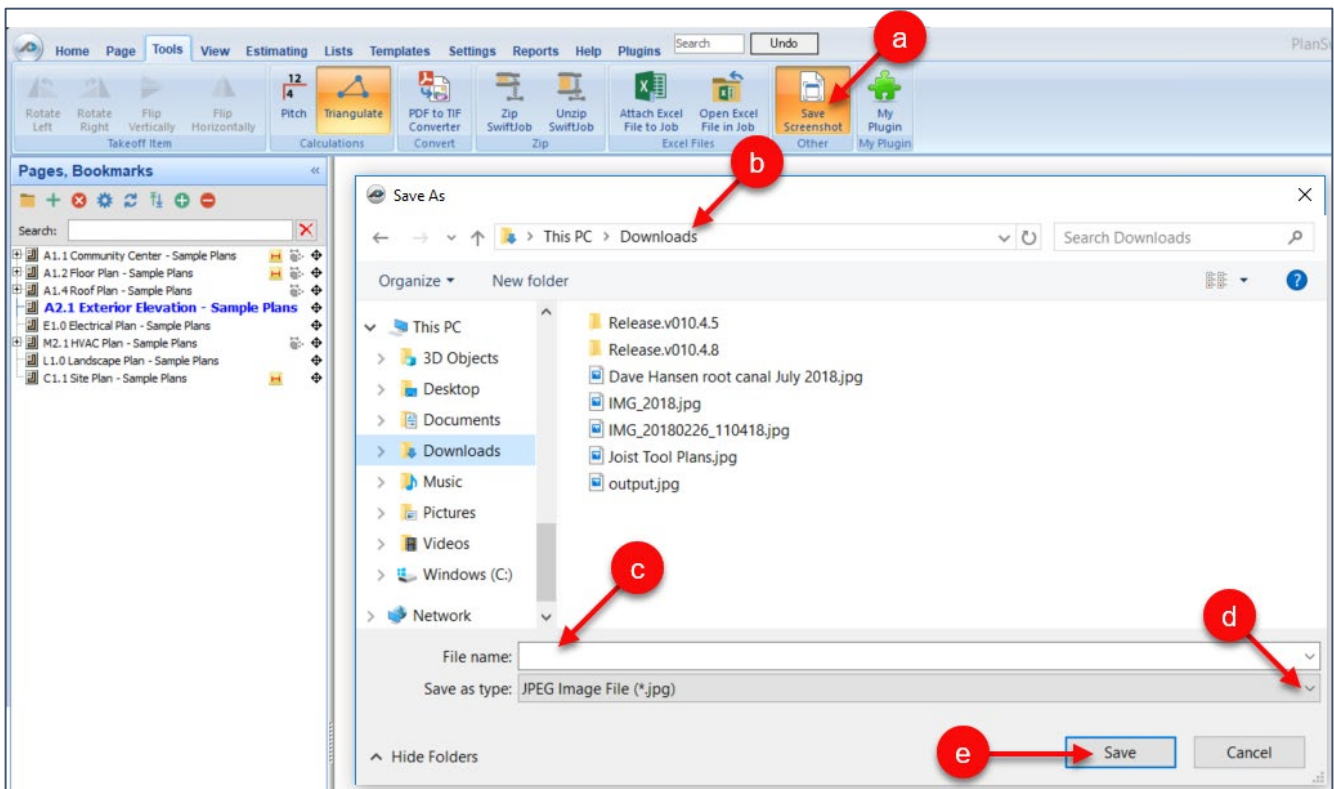 Home Page Tools View Estimating Lists Templates Settings Reports Help Plugins Search Undo
a
12
4
Rotate Left
Rotate Right
Flip Vertically
Flip Horizontally
Pitch
Triangulate
PDF to TIF Converter
Zip SwiftJob
Unzip SwiftJob
Attach Excel File to Job
Open Excel File in Job
Save Screenshot
My Plugin
Takeoff Item
Calculations
Convert
Zip
Excel Files
Other
My Plugin
Pages, Bookmarks
Search:
A1.1 Community Center - Sample Plans
A1.2 Floor Plan - Sample Plans
A1.4 Roof Plan - Sample Plans
A2.1 Exterior Elevation - Sample Plans
E1.0 Electrical Plan - Sample Plans
M2.1 HVAC Plan - Sample Plans
L1.0 Landscape Plan - Sample Plans
C1.1 Site Plan - Sample Plans
b
Save As
This PC > Downloads
Search Downloads
Organize
New folder
This PC
3D Objects
Desktop
Documents
Downloads
Music
Pictures
Videos
Windows (C:)
Network
Release.v010.4.5
Release.v010.4.8
Dave Hansen root canal July 2018.jpg
IMG_2018.jpg
IMG_20180226_110418.jpg
Joist Tool Plans.jpg
output.jpg
c
d
File name:
Save as type: JPEG Image File (*.jpg)
Hide Folders
e
Save
Cancel